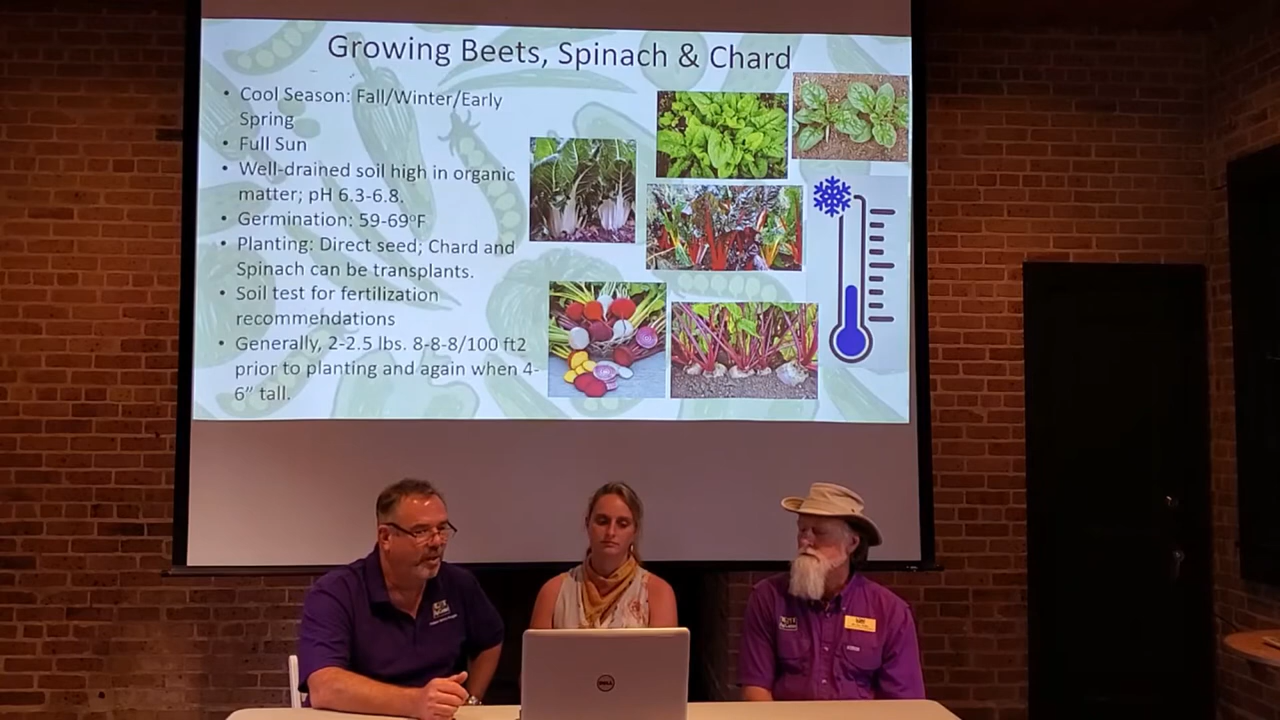 Growing Beets, Spinach & Chard
• Cool Season: Fall/Winter/Early
Spring
• Full Sun
• Well-drained soil high in organic
matter; pH 6.3-6.8.
• Germination: 59-69°F
• Planting: Direct seed; Chard and
Spinach can be transplants.
• Soil test for fertilization
recommendations
• Generally, 2-2.5 lbs. 8-8-8/100 ft2
prior to planting and again when 4-
6” tall.
DELL